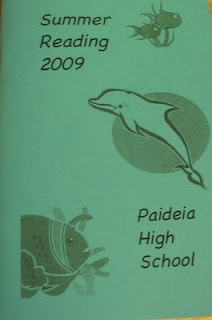 Summer
Reading
2009
Paideia
High
School